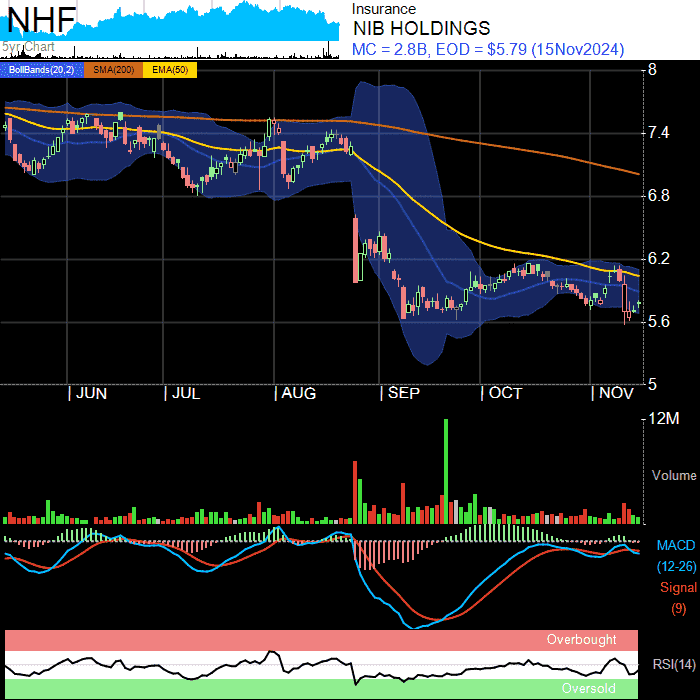 NHF
5yr Chart
Insurance
NIB HOLDINGS
MC = 2.8B, EOD = $5.79 (15Nov2024)
BollBands(20,2) SMA(200) EMA(50)
8
7.4
6.8
6.2
5.6
5
JUN JUL AUG SEP OCT NOV
12M
Volume
MACD
(12-26)
Signal
(9)
Overbought
RSI(14)
Oversold